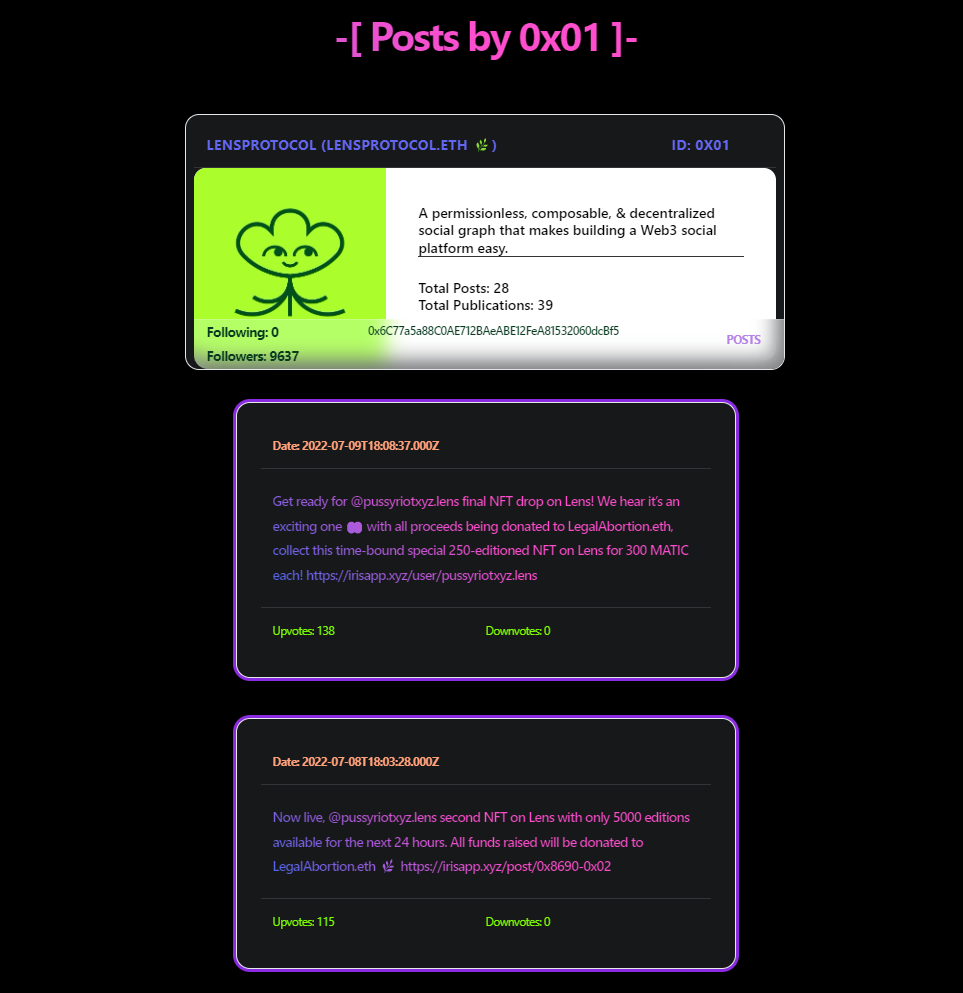 -[ Posts by 0x01 ]-
LENSPROTOCOL (LENSPROTOCOL.ETH 🌿)
ID: 0X01
A permissionless, composable, & decentralized
social graph that makes building a Web3 social
platform easy.
Total Posts: 28
Total Publications: 39
Following: 0
0x6C77a5a88C0AE712BAeABE12FeA81532060dcBf5
POSTS
Followers: 9637
Date: 2022-07-09T18:08:37.000Z
Get ready for @pussyriotxyz.lens final NFT drop on Lens! We hear it's an
exciting one with all proceeds being donated to LegalAbortion.eth,
collect this time-bound special 250-editioned NFT on Lens for 300 MATIC
each! https://irisapp.xyz/user/pussyriotxyz.lens
Upvotes: 138
Downvotes: 0
Date: 2022-07-08T18:03:28.000Z
Now live, @pussyriotxyz.lens second NFT on Lens with only 5000 editions
available for the next 24 hours. All funds raised will be donated to
LegalAbortion.eth 🌿 https://irisapp.xyz/post/0x8690-0x02
Upvotes: 115
Downvotes: 0